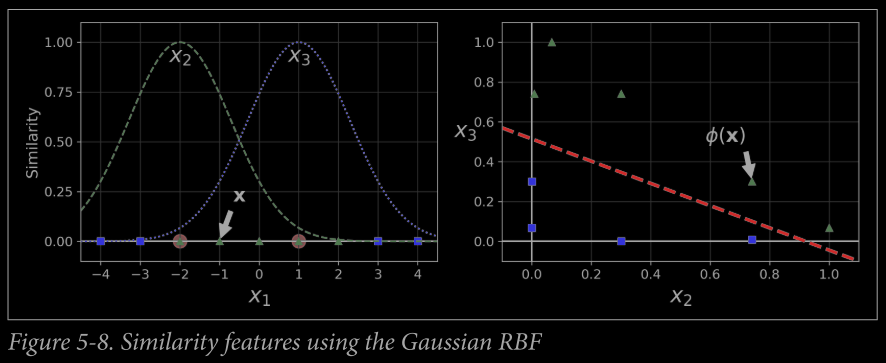 1.00
0.75
0.50
0.25
0.00
Similarity
x2
x3
x
−4 −3 −2 −1 0 1 2 3 4
x1
1.0
0.8
0.6
0.4
0.2
0.0
x3
ϕ(x)
0.0 0.2 0.4 0.6 0.8 1.0
x2
Figure 5-8. Similarity features using the Gaussian RBF